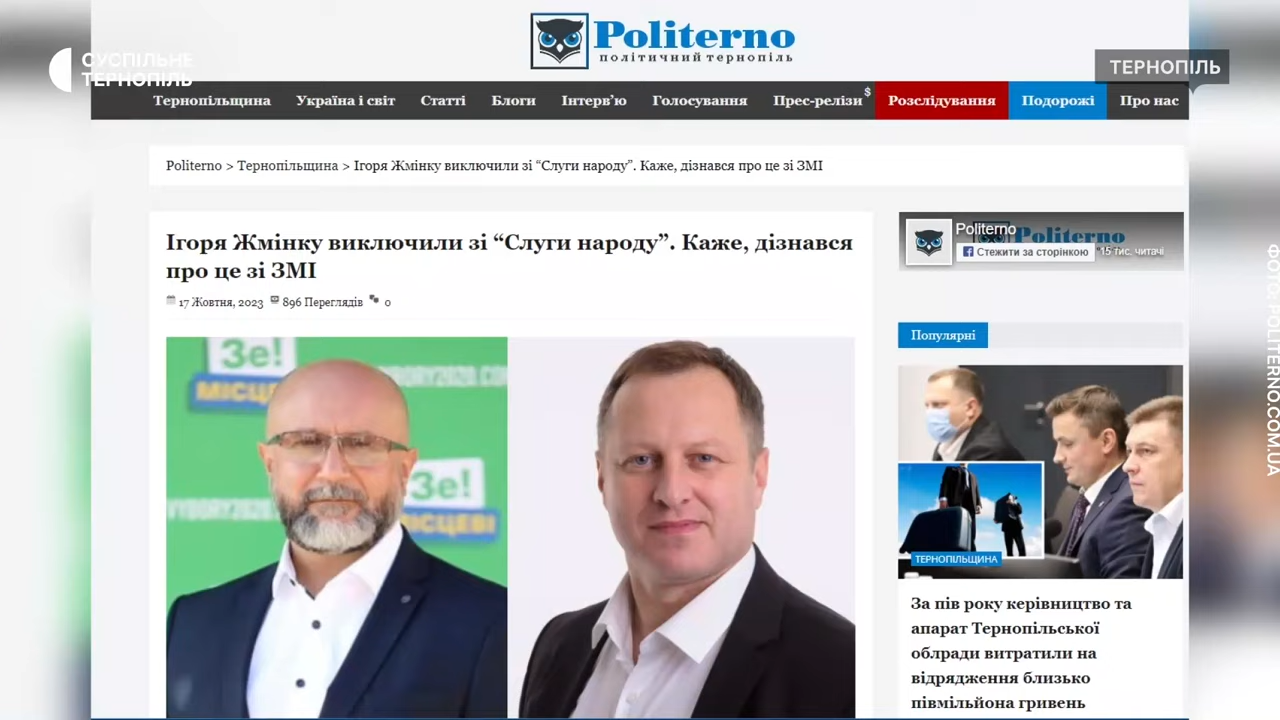 СУСПІЛЬНЕ
ТЕРНОПІЛЬ
Politerno
політичний тернопіль
ТЕРНОПІЛЬ
Тернопільщина Україна і світ Статті Блоги Інтерв’ю Голосування Прес-релізи $ Розслідування Подорожі Про нас
Politerno > Тернопільщина > Ігоря Жмінку виключили зі “Слуги народу”. Каже, дізнався про це зі ЗМІ
Ігоря Жмінку виключили зі “Слуги народу”. Каже, дізнався
про це зі ЗМІ
17 Жовтня, 2023 896 Переглядів 0
Зе!
МІСЦЕ
VYBORY2020.COM
Зе!
МІСЦЕВІ
VYBORY2020
Politerno
Politerno
Стежити за сторінкою
15 тис. читачі
Популярні
ТЕРНОПІЛЬЩИНА
За пів року керівництво та
апарат Тернопільської
облради витратили на
відрядження близько
півмільйона гривень
ФОТО: POLITERNO.COM.UA